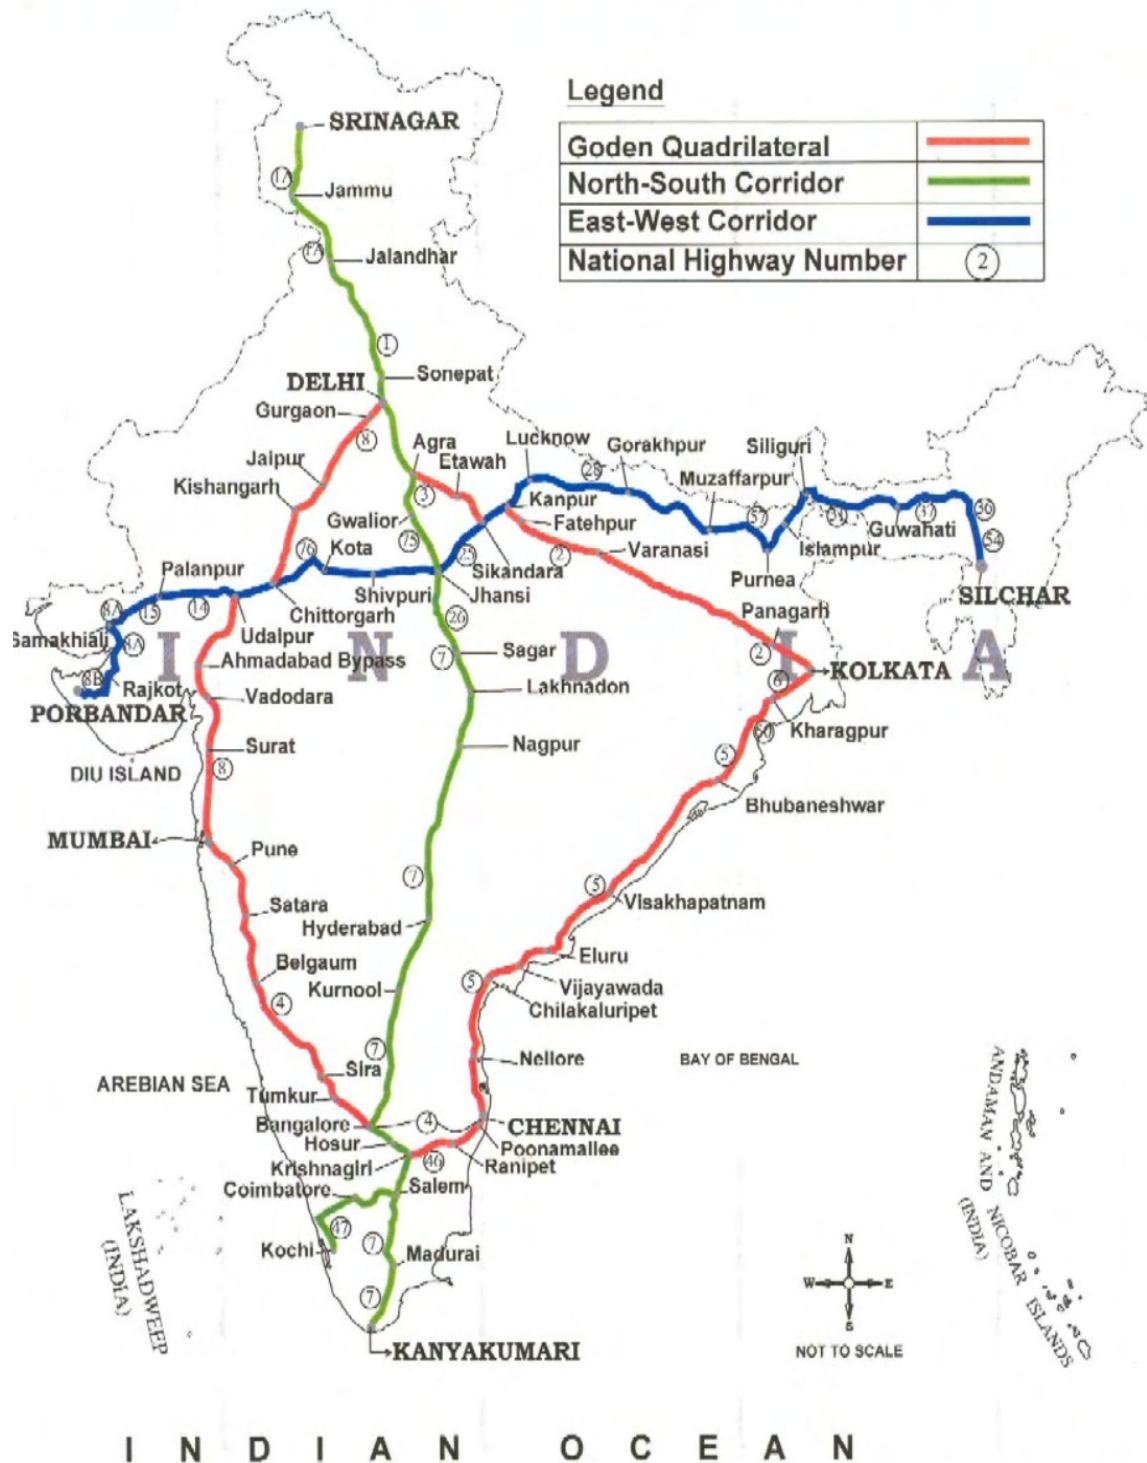 Legend
Goden Quadrilateral
North-South Corridor
East-West Corridor
National Highway Number 2
SRINAGAR
1A
Jammu
1A
Jalandhar
1
Sonepat
DELHI
Gurgaon
8
Agra
Lucknow
Gorakhpur
Siliguri
Etawah
28
Muzaffarpur
Jaipur
Kishangarh
3
Kanpur
Fatehpur
57
31
Guwahati
37
36
Gwalior
75
25
2
Varanasi
Islampur
54
76
Kota
Sikandara
Purnea
Palanpur
Shivpuri
Jhansi
SILCHAR
8A
15
14
Chittorgarh
26
Panagarh
Samakhiali
8A
Udaipur
I N D I A
7
Sagar
2
Ahmadabad Bypass
KOLKATA
8B
Rajkot
Vadodara
Lakhnadon
6
PORBANDAR
Kharagpur
60
Surat
Nagpur
5
DIU ISLAND
8
Bhubaneshwar
MUMBAI
Pune
7
5
Satara
Visakhapatnam
Hyderabad
Belgaum
Eluru
4
Kurnool
5
Vijayawada
Chilakaluripet
7
Nellore
BAY OF BENGAL
Sira
AREBIAN SEA
Tumkur
Bangalore
4
CHENNAI
Hosur
Poonamallee
Krishnagiri
46
Ranipet
Coimbatore
Salem
47
Kochi
7
Madurai
7
KANYAKUMARI
LAKSHADWEEP
(INDIA)
ANDAMAN AND NICOBAR ISLANDS
(INDIA)
N
W E
S
NOT TO SCALE
I N D I A N O C E A N